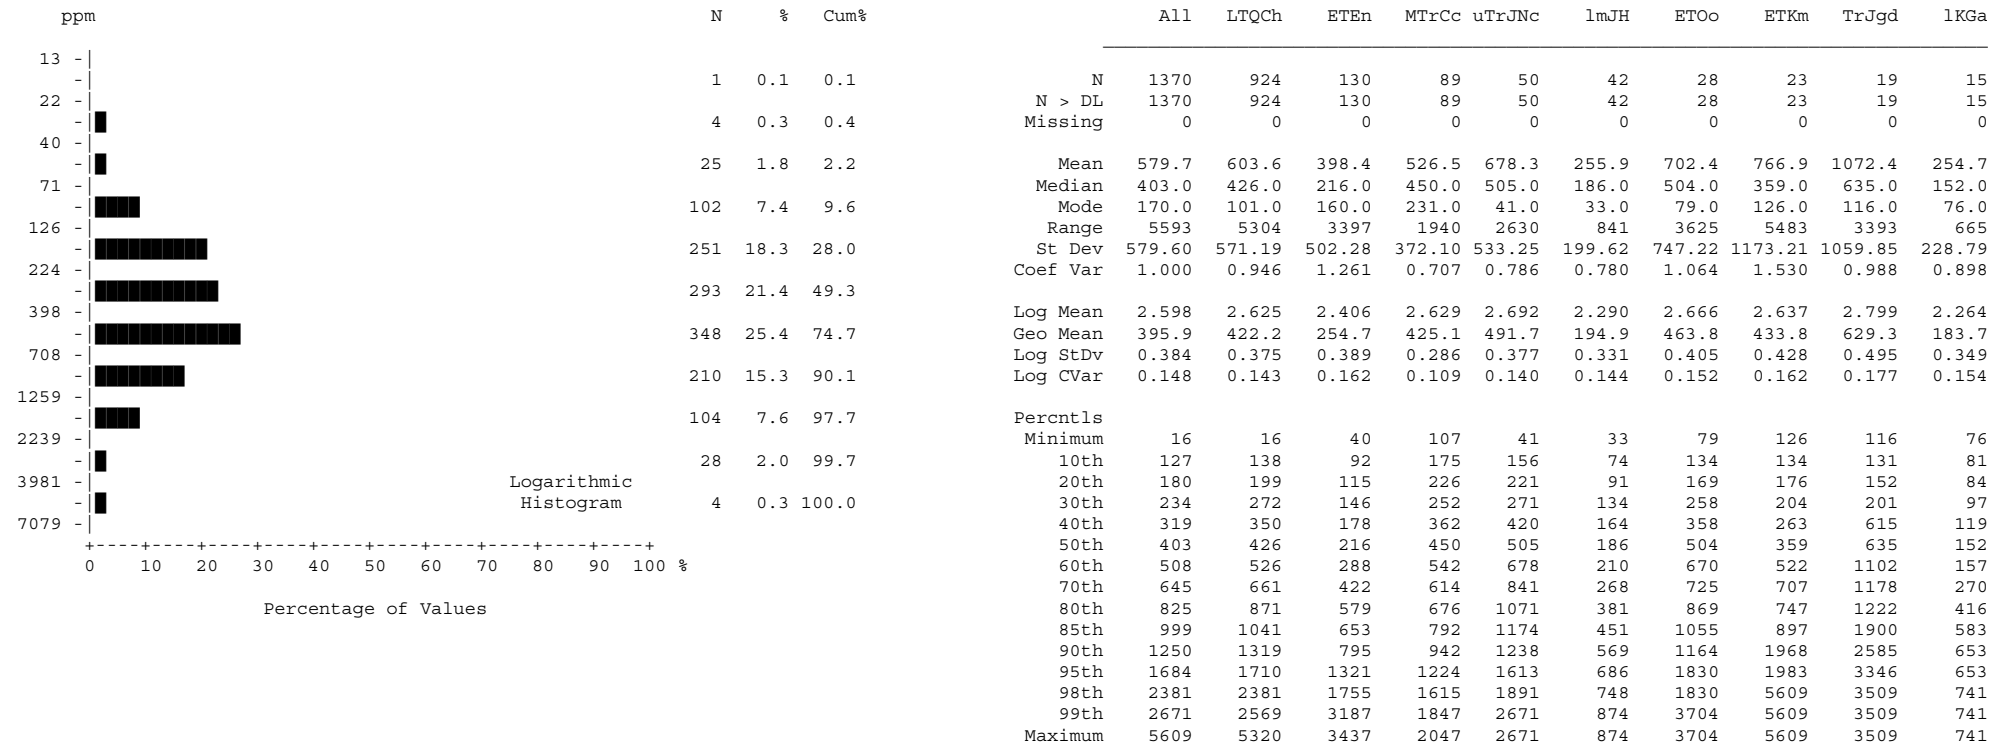 ppm N % Cum% All LTQCh ETEn MTrCc uTrJNc lmJH ETOo ETKm TrJgd lKGa
13 -|
-| 1 0.1 0.1 N 1370 924 130 89 50 42 28 23 19 15
22 -| N > DL 1370 924 130 89 50 42 28 23 19 15
-| 4 0.3 0.4 Missing 0 0 0 0 0 0 0 0 0 0
40 -|
-| 25 1.8 2.2 Mean 579.7 603.6 398.4 526.5 678.3 255.9 702.4 766.9 1072.4 254.7
71 -| Median 403.0 426.0 216.0 450.0 505.0 186.0 504.0 359.0 635.0 152.0
-| 102 7.4 9.6 Mode 170.0 101.0 160.0 231.0 41.0 33.0 79.0 126.0 116.0 76.0
126 -| Range 5593 5304 3397 1940 2630 841 3625 5483 3393 665
-| 251 18.3 28.0 St Dev 579.60 571.19 502.28 372.10 533.25 199.62 747.22 1173.21 1059.85 228.79
224 -| Coef Var 1.000 0.946 1.261 0.707 0.786 0.780 1.064 1.530 0.988 0.898
-| 293 21.4 49.3
398 -| Log Mean 2.598 2.625 2.406 2.629 2.692 2.290 2.666 2.637 2.799 2.264
-| 348 25.4 74.7 Geo Mean 395.9 422.2 254.7 425.1 491.7 194.9 463.8 433.8 629.3 183.7
708 -| Log StDv 0.384 0.375 0.389 0.286 0.377 0.331 0.405 0.428 0.495 0.349
-| 210 15.3 90.1 Log CVar 0.148 0.143 0.162 0.109 0.140 0.144 0.152 0.162 0.177 0.154
1259 -|
-| 104 7.6 97.7 Percntls
2239 -| Minimum 16 16 40 107 41 33 79 126 116 76
-| 28 2.0 99.7 10th 127 138 92 175 156 74 134 134 131 81
3981 -| Logarithmic 20th 180 199 115 226 221 91 169 176 152 84
-| Histogram 4 0.3 100.0 30th 234 272 146 252 271 134 258 204 201 97
7079 -| 40th 319 350 178 362 420 164 358 263 615 119
+----+----+----+----+----+----+----+----+----+----+ 50th 403 426 216 450 505 186 504 359 635 152
0 10 20 30 40 50 60 70 80 90 100 % 60th 508 526 288 542 678 210 670 522 1102 157
70th 645 661 422 614 841 268 725 707 1178 270
Percentage of Values 80th 825 871 579 676 1071 381 869 747 1222 416
85th 999 1041 653 792 1174 451 1055 897 1900 583
90th 1250 1319 795 942 1238 569 1164 1968 2585 653
95th 1684 1710 1321 1224 1613 686 1830 1983 3346 653
98th 2381 2381 1755 1615 1891 748 1830 5609 3509 741
99th 2671 2569 3187 1847 2671 874 3704 5609 3509 741
Maximum 5609 5320 3437 2047 2671 874 3704 5609 3509 741